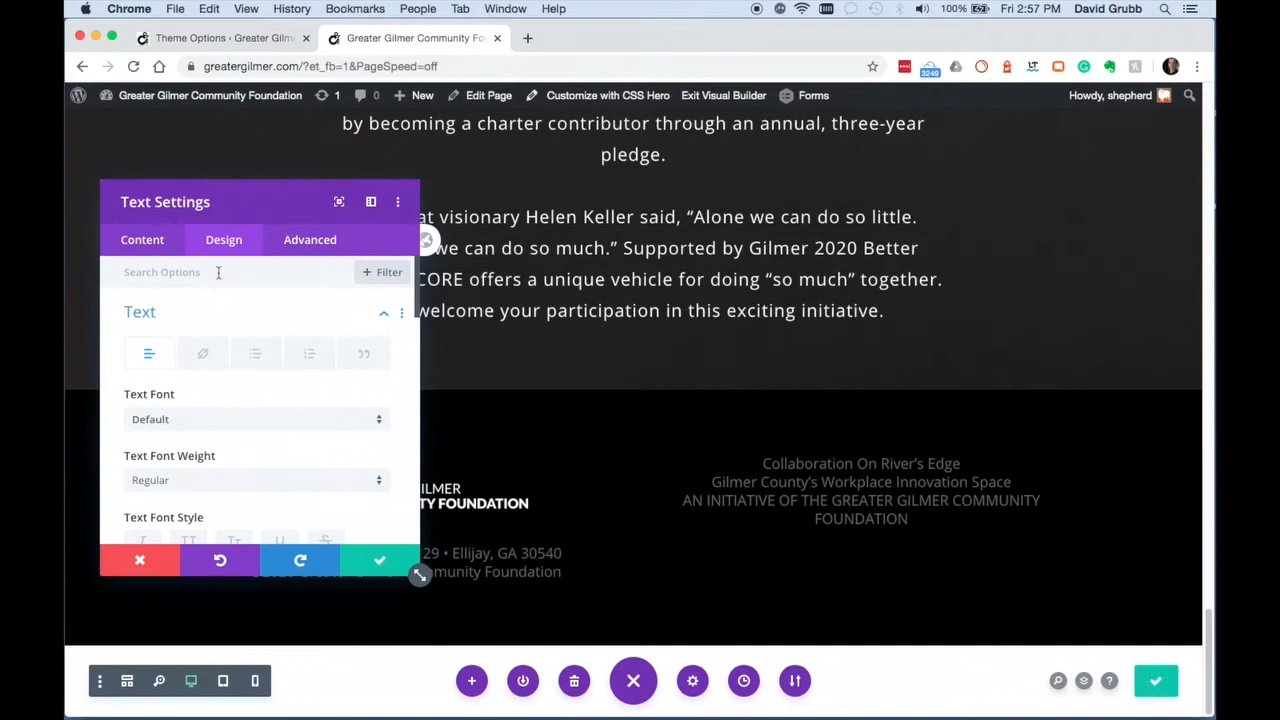 Chrome File Edit View History Bookmarks People Tab Window Help 100% Fri 2:57 PM David Grubb
Theme Options ‹ Greater Gilm
Greater Gilmer Community Fo
greatergilmer.com/?et_fb=1&PageSpeed=off
3249
LT
Greater Gilmer Community Foundation 1 0 New Edit Page Customize with CSS Hero Exit Visual Builder Forms Howdy, shepherd
by becoming a charter contributor through an annual, three-year
pledge.
Text Settings
at visionary Helen Keller said, “Alone we can do so little.
Content Design Advanced
we can do so much.” Supported by Gilmer 2020 Better
Search Options
+ Filter
CORE offers a unique vehicle for doing “so much” together.
welcome your participation in this exciting initiative.
Text
Text Font
Default
Text Font Weight
Regular
Text Font Style
ILMER
TY FOUNDATION
29 • Ellijay, GA 30540
munity Foundation
Collaboration On River’s Edge
Gilmer County’s Workplace Innovation Space
AN INITIATIVE OF THE GREATER GILMER COMMUNITY
FOUNDATION